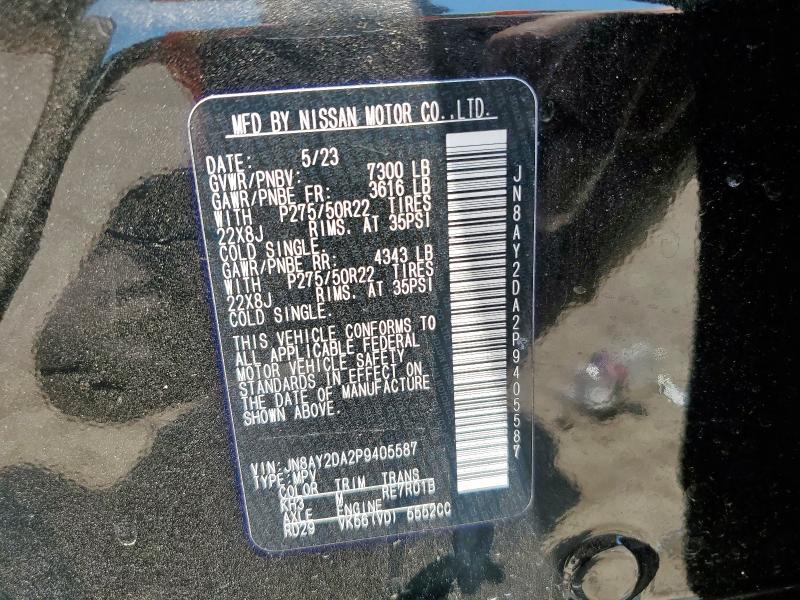 MFD BY NISSAN MOTOR CO.,LTD.
DATE: 5/23
GVWR/PNBV: 7300 LB
GAWR/PNBE FR: 3616 LB
WITH P275/50R22 TIRES
22X8J RIMS. AT 35PSI
COLD SINGLE.
GAWR/PNBE RR: 4343 LB
WITH P275/50R22 TIRES
22X8J RIMS. AT 35PSI
COLD SINGLE.
THIS VEHICLE CONFORMS TO
ALL APPLICABLE FEDERAL
MOTOR VEHICLE SAFETY
STANDARDS IN EFFECT ON
THE DATE OF MANUFACTURE
SHOWN ABOVE.
VIN: JN8AY2DA2P9405587
TYPE: MPV
COLOR TRIM TRANS
KH3 M RE7R01B
AXLE ENGINE
RD29 VK56(VD) 5552CC
JN8AY2DA2P9405587